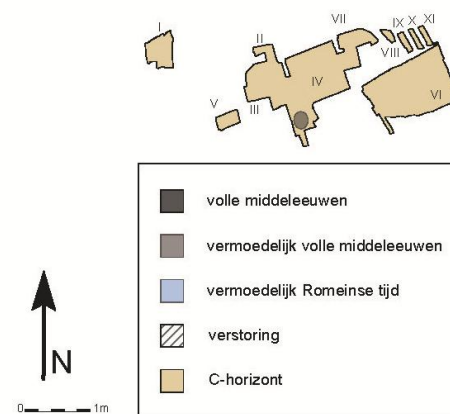 I
II
VII
IX X XI
VIII
IV
VI
V
III
volle middeleeuwen
vermoedelijk volle middeleeuwen
vermoedelijk Romeinse tijd
verstoring
C-horizont
N
0 1m